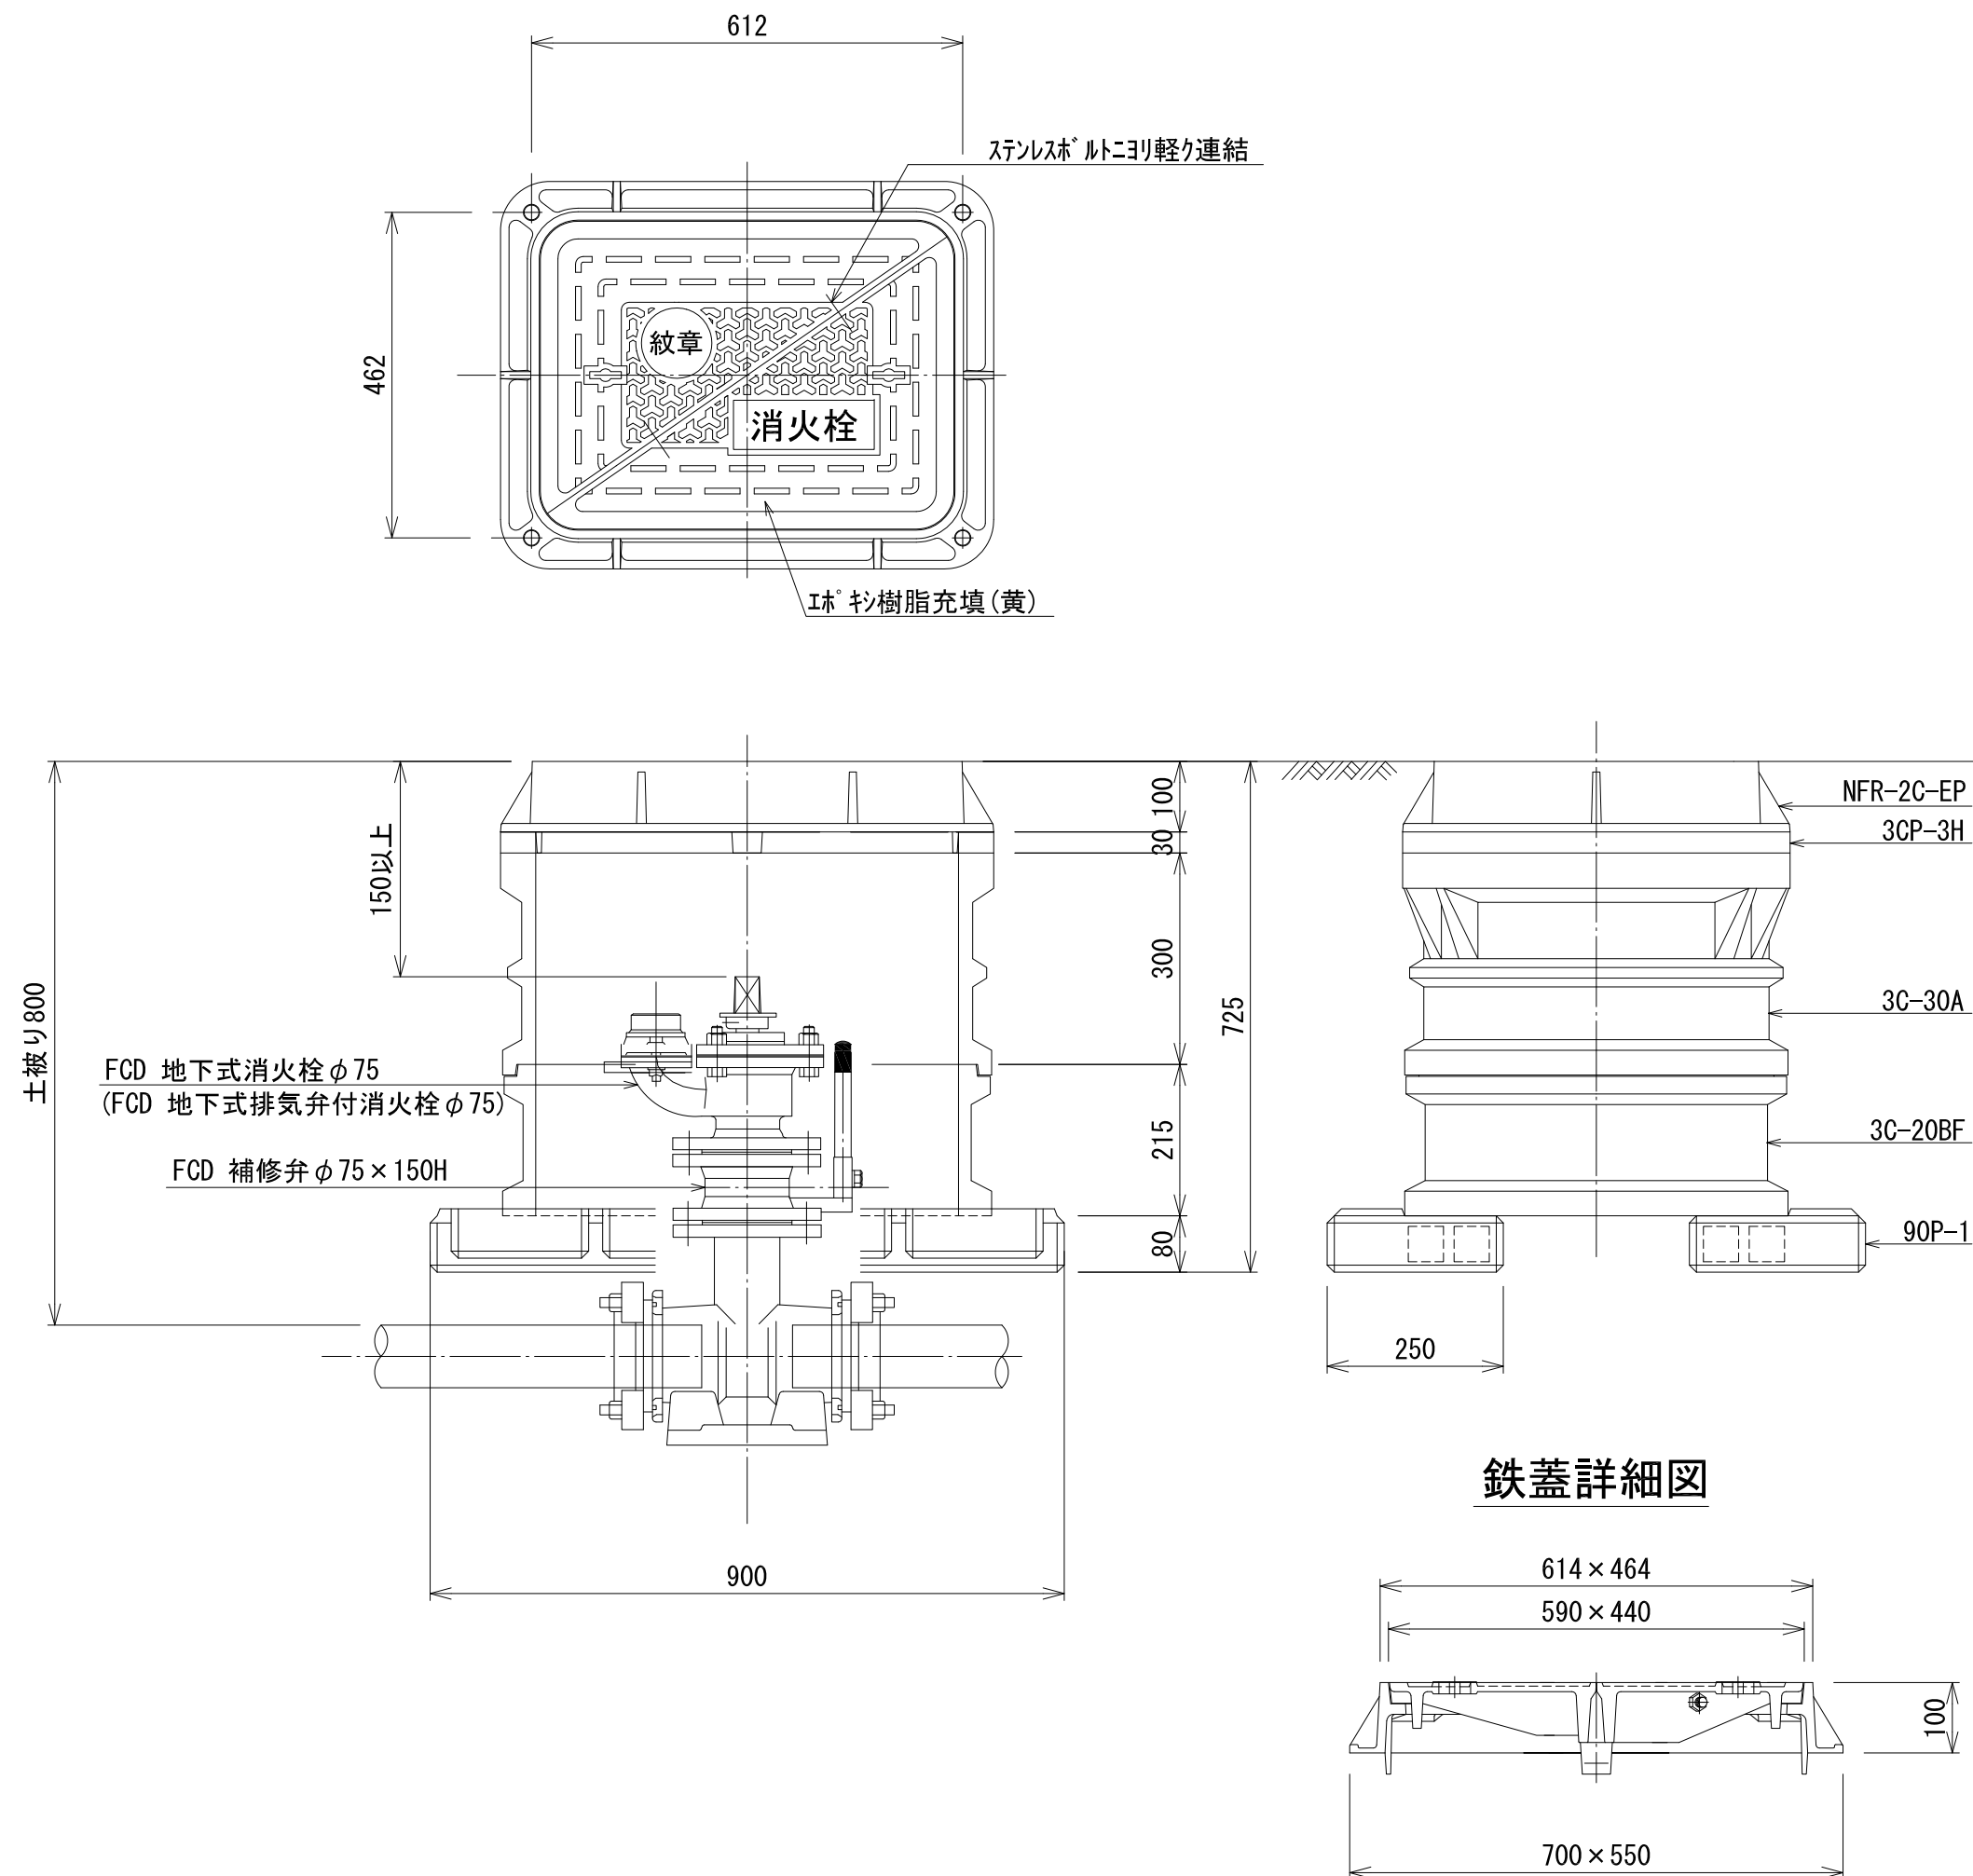 612
ステンレスボルトニヨリ軽ク連結
462
紋章
消火栓
エポキシ樹脂充填(黄)
土被り800
150以上
100
30
300
215
80
725
FCD 地下式消火栓φ75
(FCD 地下式排気弁付消火栓φ75)
FCD 補修弁φ75×150H
900
NFR-2C-EP
3CP-3H
3C-30A
3C-20BF
90P-1
250
鉄蓋詳細図
614×464
590×440
100
700×550